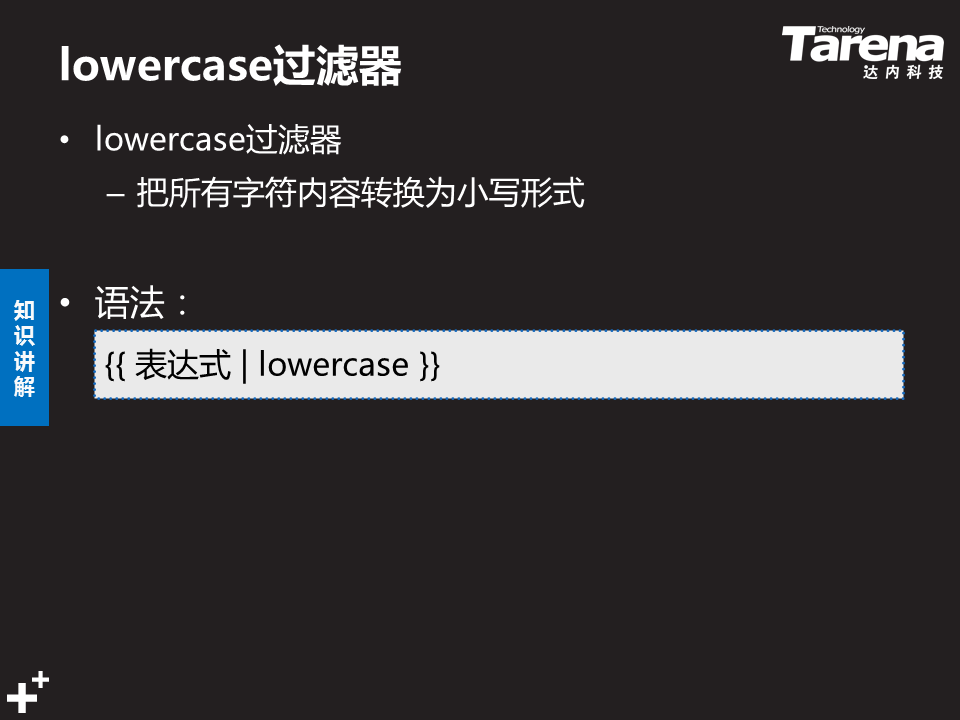 lowercase过滤器
Technology
Tarena
达内科技
• lowercase过滤器
– 把所有字符内容转换为小写形式
知识讲解
• 语法：
{{ 表达式 | lowercase }}